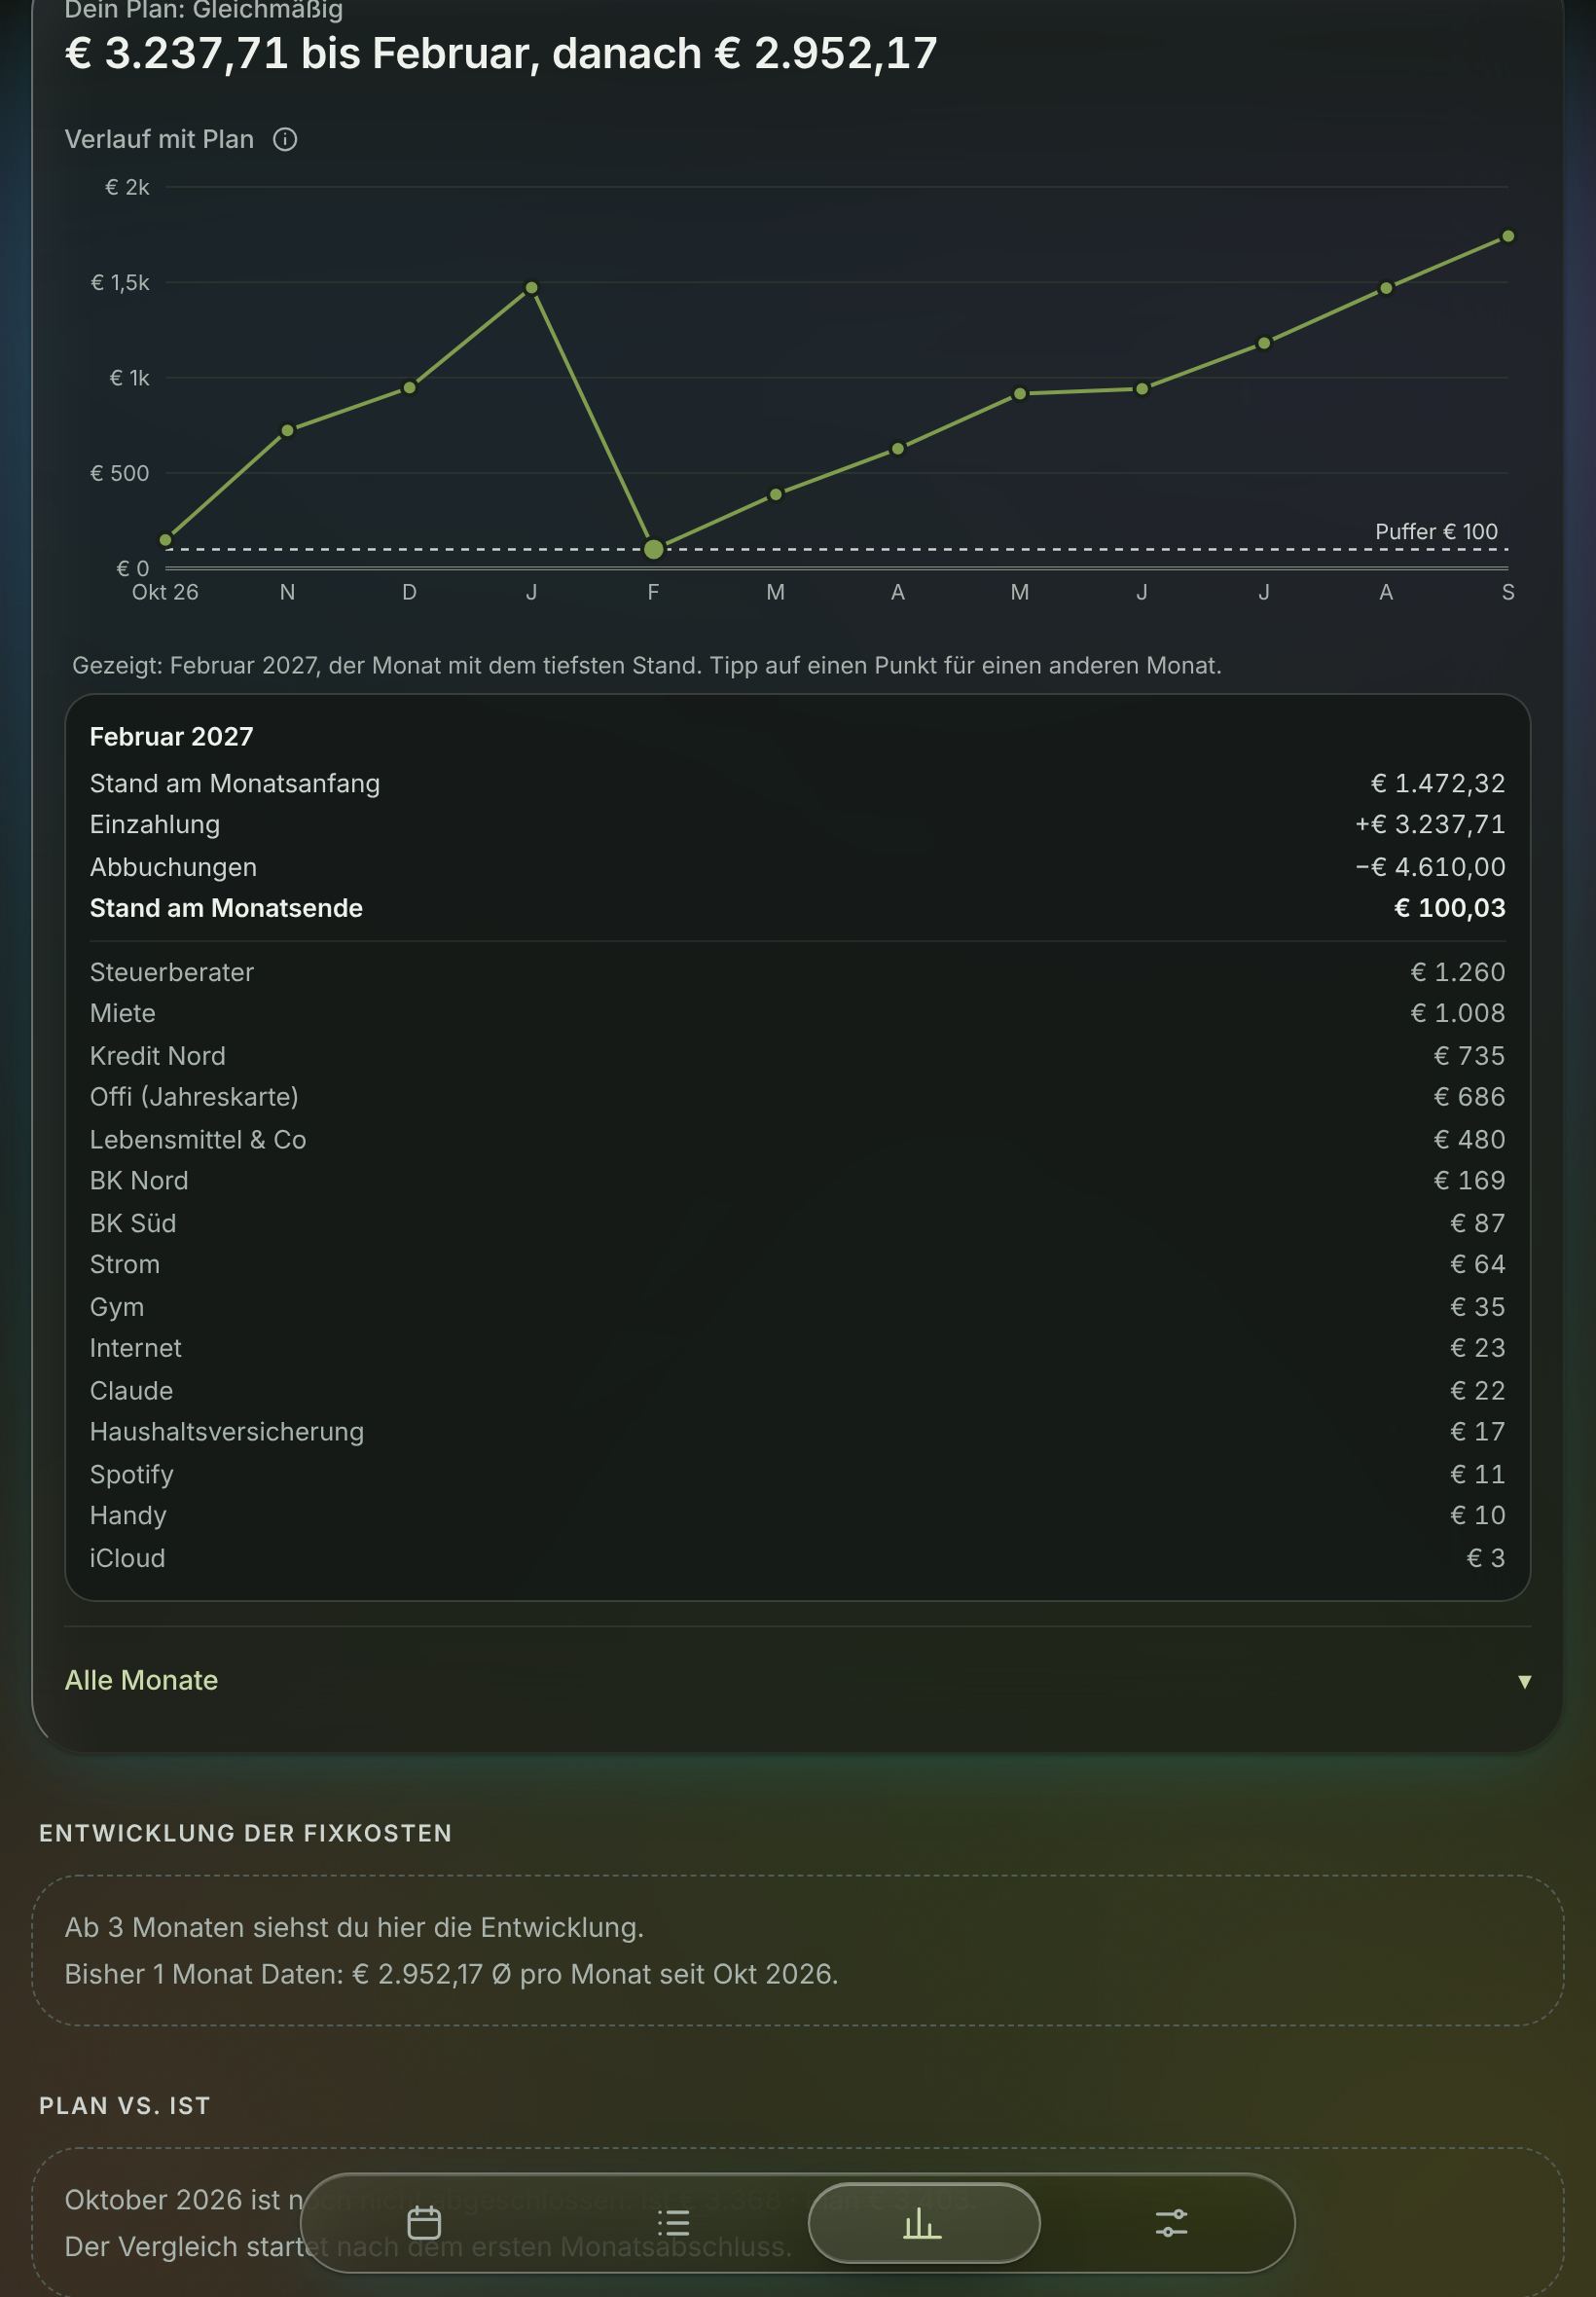 Dein Plan: Gleichmäßig
€ 3.237,71 bis Februar, danach € 2.952,17
Verlauf mit Plan
€ 2k
€ 1,5k
€ 1k
€ 500
€ 0
Puffer € 100
Okt 26 N D J F M A M J J A S
Gezeigt: Februar 2027, der Monat mit dem tiefsten Stand. Tipp auf einen Punkt für einen anderen Monat.
Februar 2027
Stand am Monatsanfang € 1.472,32
Einzahlung +€ 3.237,71
Abbuchungen −€ 4.610,00
Stand am Monatsende € 100,03
Steuerberater € 1.260
Miete € 1.008
Kredit Nord € 735
Offi (Jahreskarte) € 686
Lebensmittel & Co € 480
BK Nord € 169
BK Süd € 87
Strom € 64
Gym € 35
Internet € 23
Claude € 22
Haushaltsversicherung € 17
Spotify € 11
Handy € 10
iCloud € 3
Alle Monate ▼
ENTWICKLUNG DER FIXKOSTEN
Ab 3 Monaten siehst du hier die Entwicklung.
Bisher 1 Monat Daten: € 2.952,17 Ø pro Monat seit Okt 2026.
PLAN VS. IST
Oktober 2026 ist noch nicht abgeschlossen.
Der Vergleich startet nach dem ersten Monatsabschluss.